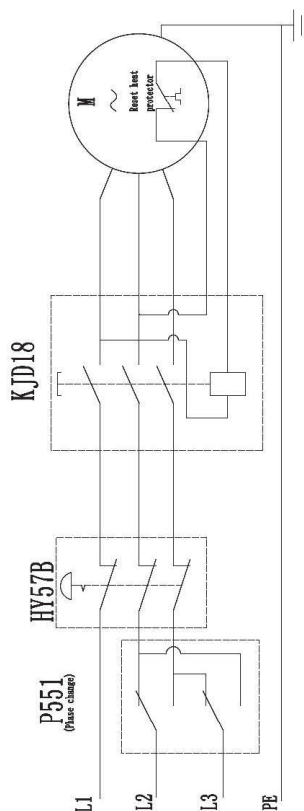 M
Reset heat
protector
KJD18
HY57B
P551
(Phase change)
L1
L2
L3
PE